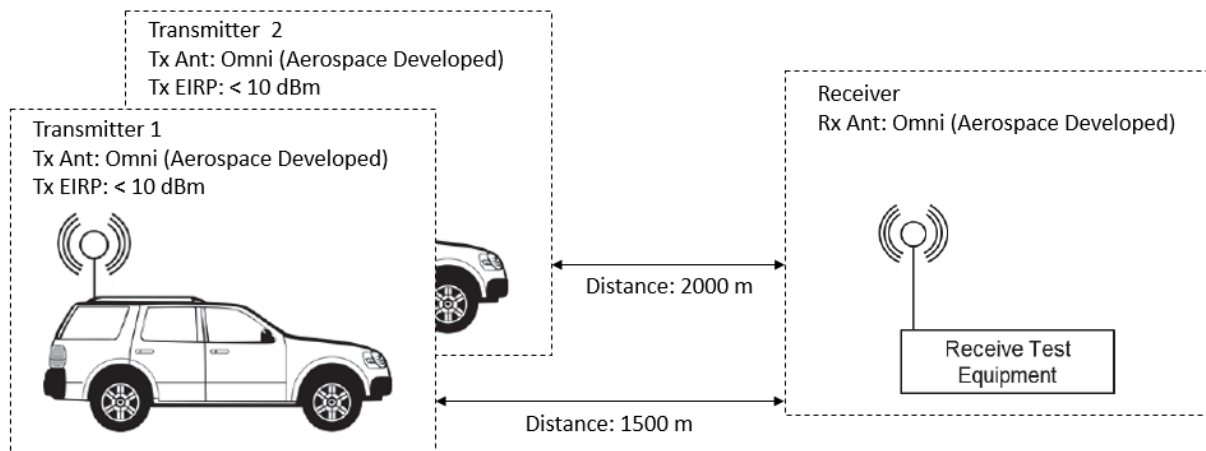 Transmitter 2
Tx Ant: Omni (Aerospace Developed)
Tx EIRP: < 10 dBm
Transmitter 1
Tx Ant: Omni (Aerospace Developed)
Tx EIRP: < 10 dBm
Receiver
Rx Ant: Omni (Aerospace Developed)
Distance: 2000 m
Receive Test
Equipment
Distance: 1500 m